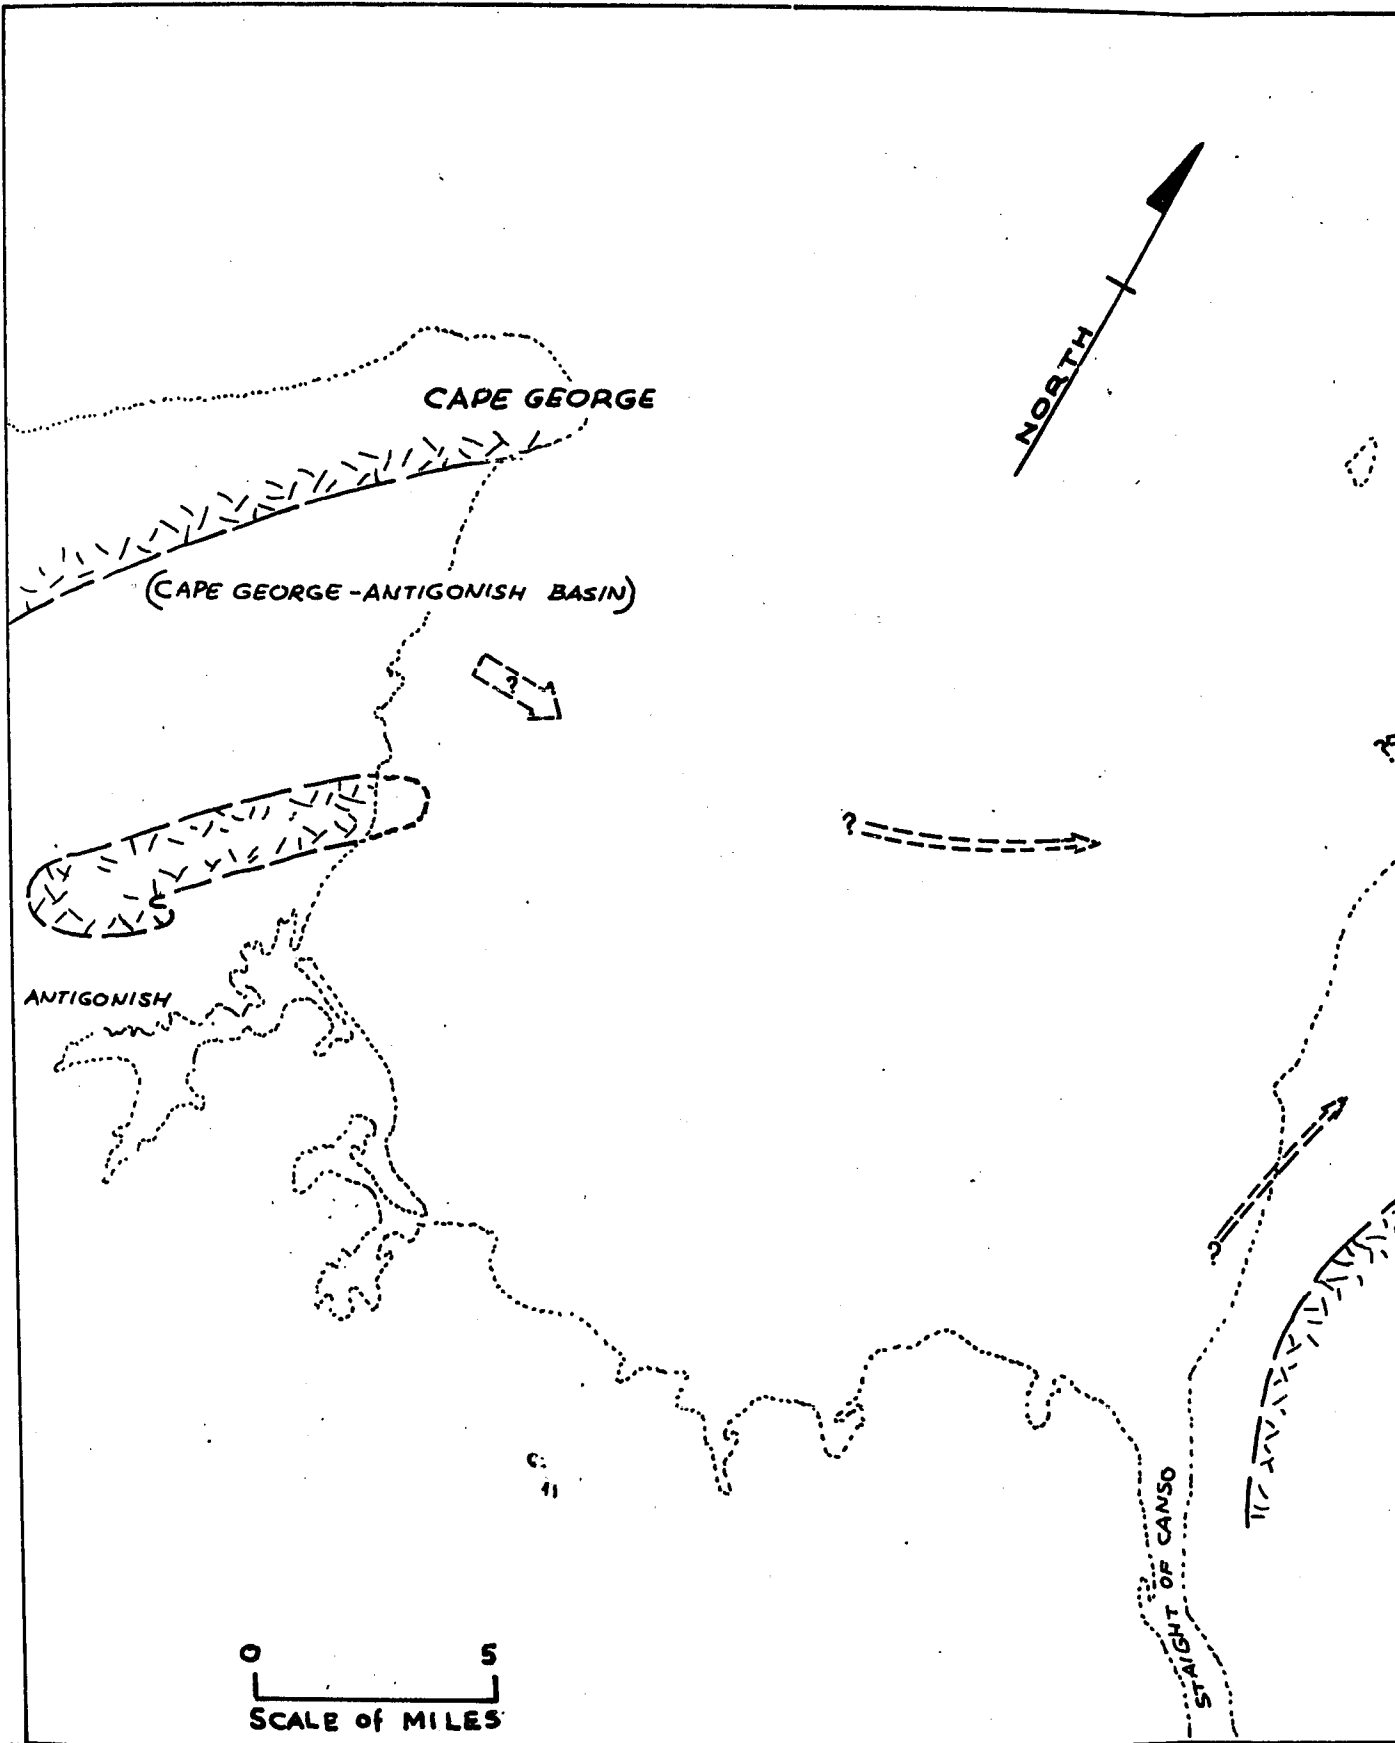 NORTH
CAPE GEORGE
(CAPE GEORGE-ANTIGONISH BASIN)
?
?
?
ANTIGONISH
?
STAIGHT OF CANSO
0 5
SCALE of MILES